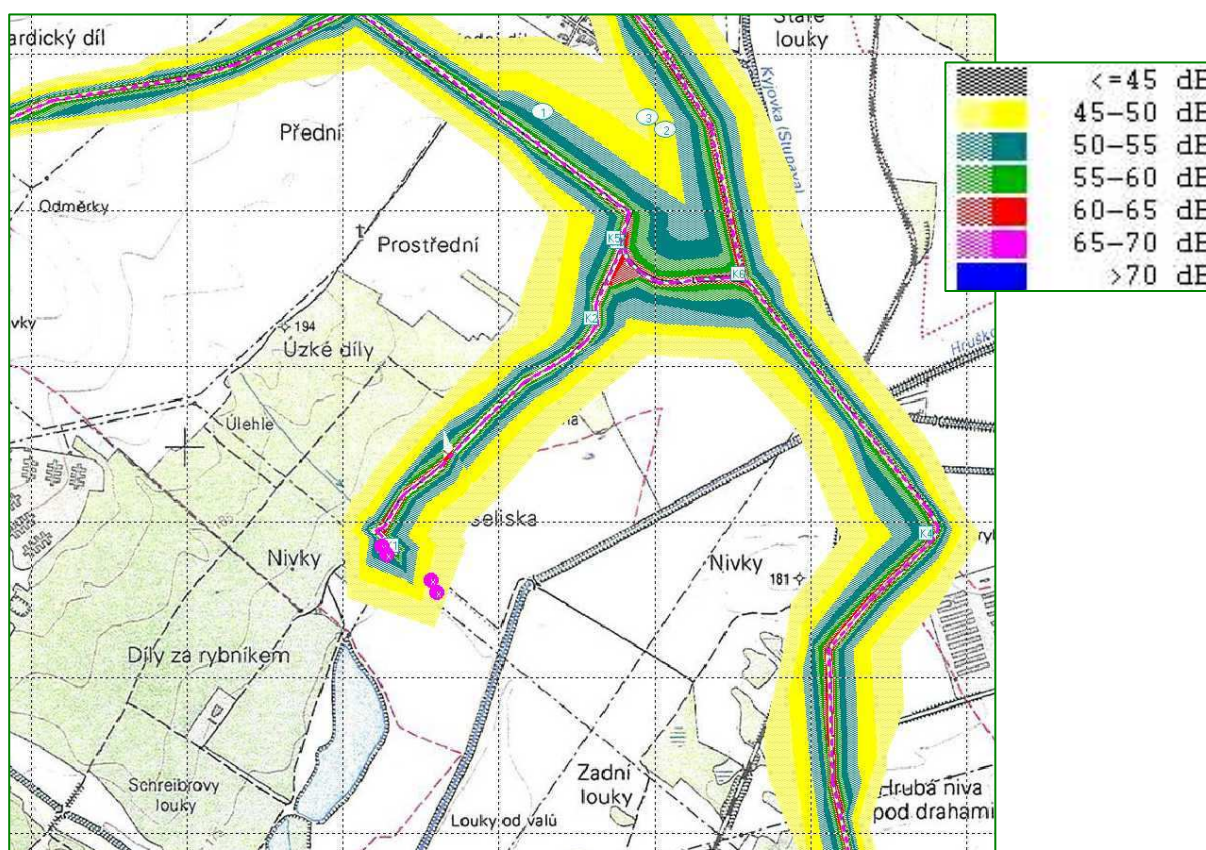 ardický díl
Staré
louky
Kyjovka (Stupava)
1
3
2
Přední
Odměrky
Prostřední
K5
K6
K2
vky
194
Úzké díly
Úlehle
Hruško
K4
Nivky
Nivky
181
Díly za rybníkem
Schreibrovy
louky
Zadní
louky
Hrubá niva
pod drahami
Louky od valů
<=45 dB
45-50 dB
50-55 dB
55-60 dB
60-65 dB
65-70 dB
>70 dB